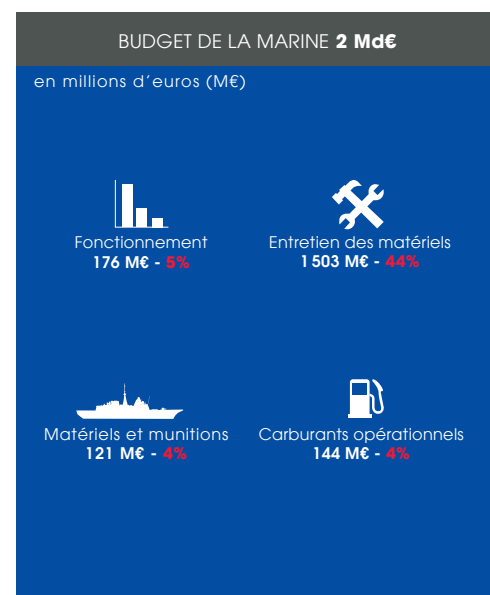 BUDGET DE LA MARINE 2 Md€
en millions d'euros (M€)
Fonctionnement
176 M€ - 5%
Entretien des matériels
1 503 M€ - 44%
Matériels et munitions
121 M€ - 4%
Carburants opérationnels
144 M€ - 4%